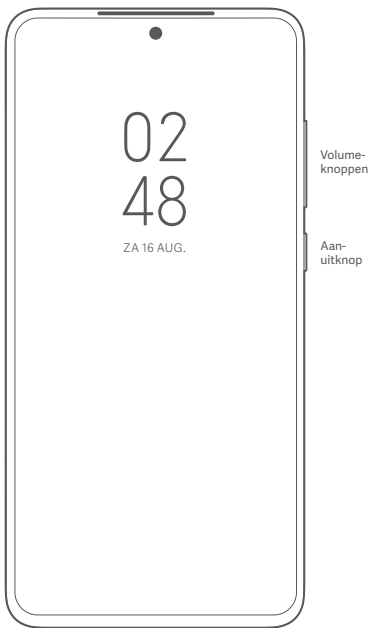 02
48
ZA 16 AUG.
Volume-
knoppen
Aan-
uitknop